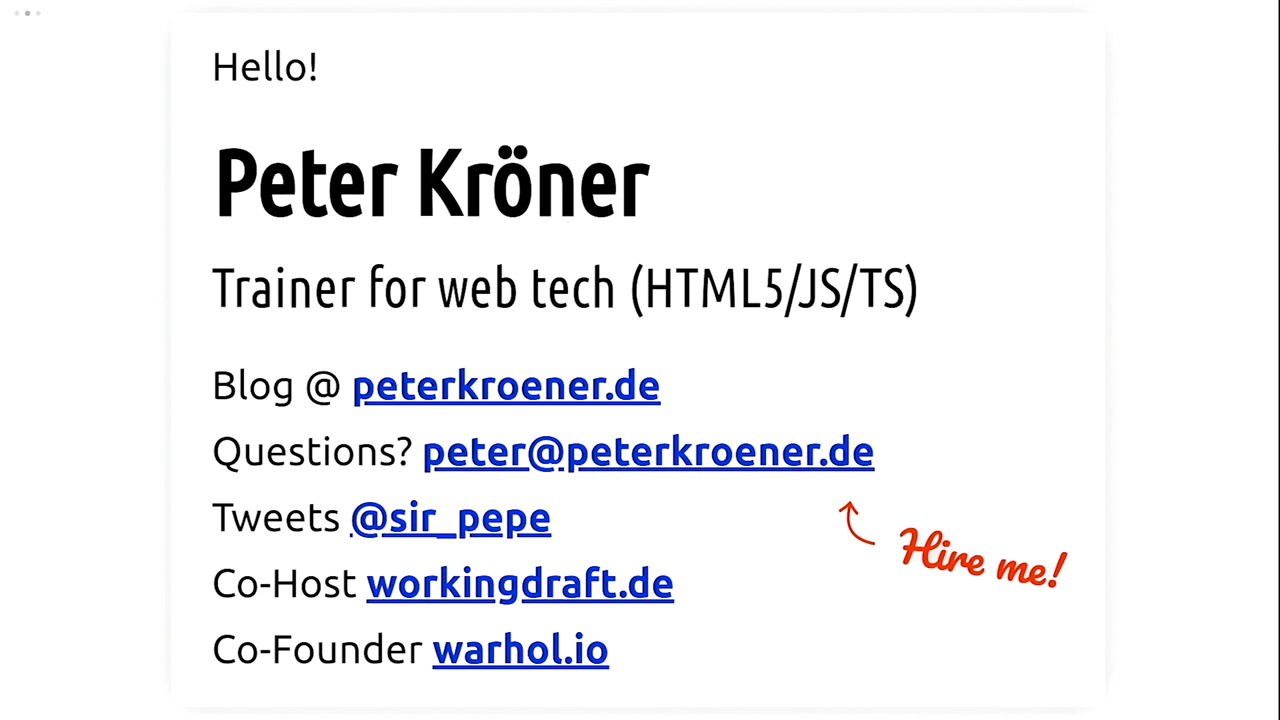 Hello!
Peter Kröner
Trainer for web tech (HTML5/JS/TS)
Blog @ peterkroener.de
Questions? peter@peterkroener.de
Tweets @sir_pepe
Hire me!
Co-Host workingdraft.de
Co-Founder warhol.io